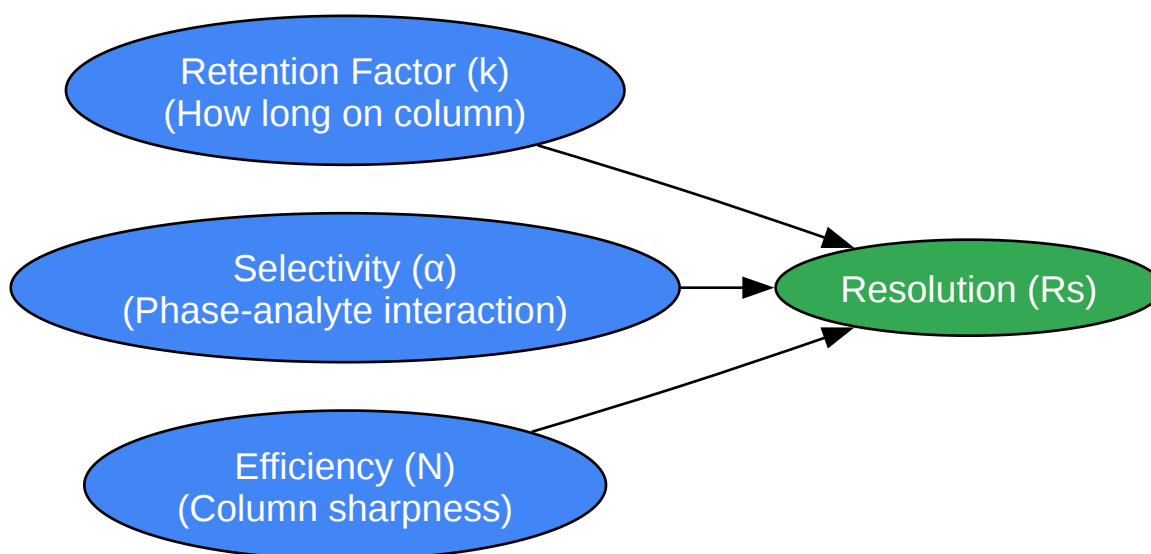 Retention Factor (k)
(How long on column)
Selectivity (α)
(Phase-analyte interaction)
Resolution (Rs)
Efficiency (N)
(Column sharpness)